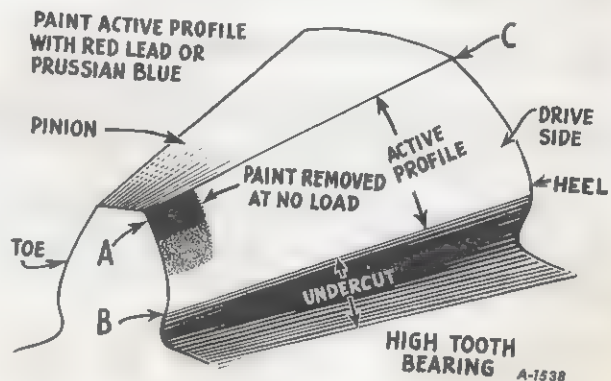 PAINT ACTIVE PROFILE
WITH RED LEAD OR
PRUSSIAN BLUE
C
PINION
DRIVE
SIDE
ACTIVE
PROFILE
PAINT REMOVED
AT NO LOAD
HEEL
A
TOE
B
UNDERCUT
HIGH TOOTH
BEARING
A-1538